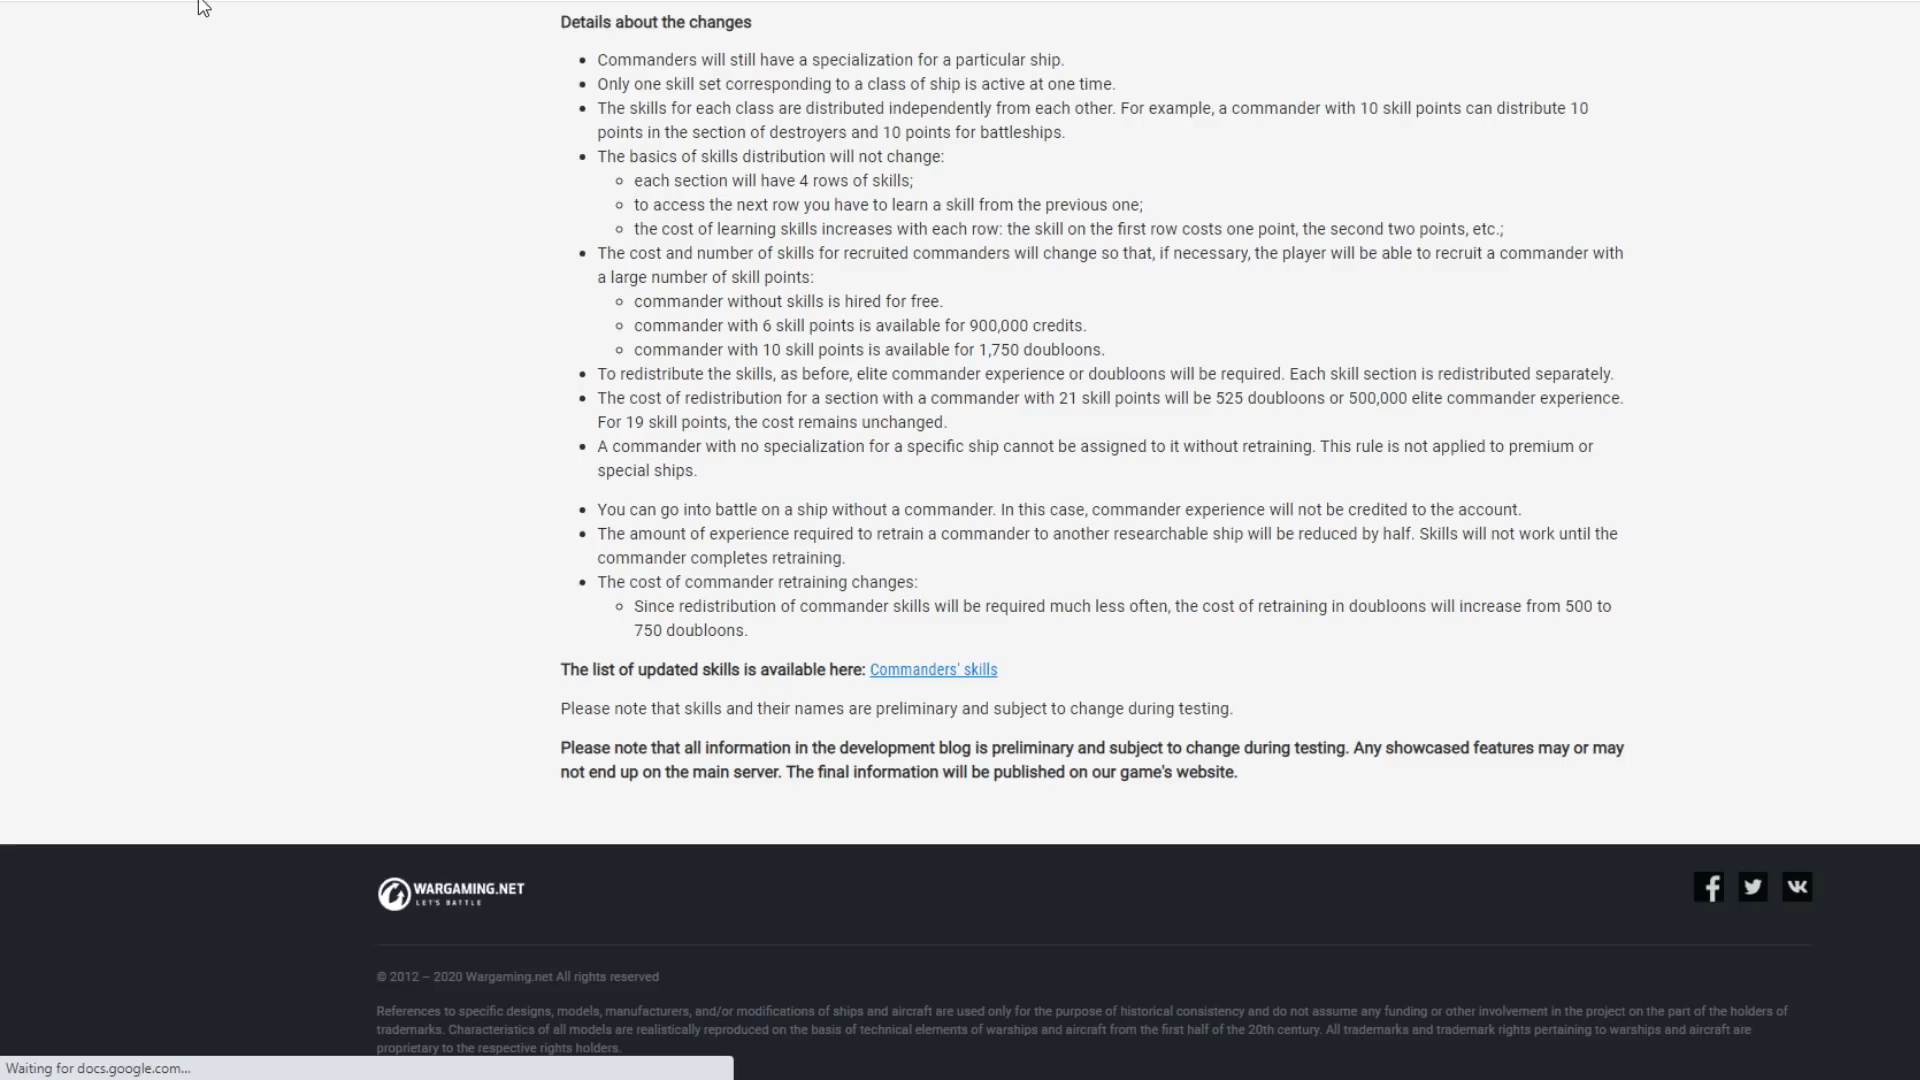 Details about the changes
• Commanders will still have a specialization for a particular ship.
• Only one skill set corresponding to a class of ship is active at one time.
• The skills for each class are distributed independently from each other. For example, a commander with 10 skill points can distribute 10
points in the section of destroyers and 10 points for battleships.
• The basics of skills distribution will not change:
◦ each section will have 4 rows of skills;
◦ to access the next row you have to learn a skill from the previous one;
◦ the cost of learning skills increases with each row: the skill on the first row costs one point, the second two points, etc.;
• The cost and number of skills for recruited commanders will change so that, if necessary, the player will be able to recruit a commander with
a large number of skill points:
◦ commander without skills is hired for free.
◦ commander with 6 skill points is available for 900,000 credits.
◦ commander with 10 skill points is available for 1,750 doubloons.
• To redistribute the skills, as before, elite commander experience or doubloons will be required. Each skill section is redistributed separately.
• The cost of redistribution for a section with a commander with 21 skill points will be 525 doubloons or 500,000 elite commander experience.
For 19 skill points, the cost remains unchanged.
• A commander with no specialization for a specific ship cannot be assigned to it without retraining. This rule is not applied to premium or
special ships.
• You can go into battle on a ship without a commander. In this case, commander experience will not be credited to the account.
• The amount of experience required to retrain a commander to another researchable ship will be reduced by half. Skills will not work until the
commander completes retraining.
• The cost of commander retraining changes:
◦ Since redistribution of commander skills will be required much less often, the cost of retraining in doubloons will increase from 500 to
750 doubloons.
The list of updated skills is available here: Commanders' skills
Please note that skills and their names are preliminary and subject to change during testing.
Please note that all information in the development blog is preliminary and subject to change during testing. Any showcased features may or may
not end up on the main server. The final information will be published on our game's website.
WARGAMING.NET
LET'S BATTLE
© 2012 – 2020 Wargaming.net All rights reserved
References to specific designs, models, manufacturers, and/or modifications of ships and aircraft are used only for the purpose of historical consistency and do not assume any funding or other involvement in the project on the part of the holders of
trademarks. Characteristics of all models are realistically reproduced on the basis of technical elements of warships and aircraft from the first half of the 20th century. All trademarks and trademark rights pertaining to warships and aircraft are
proprietary to the respective rights holders.
Waiting for docs.google.com...